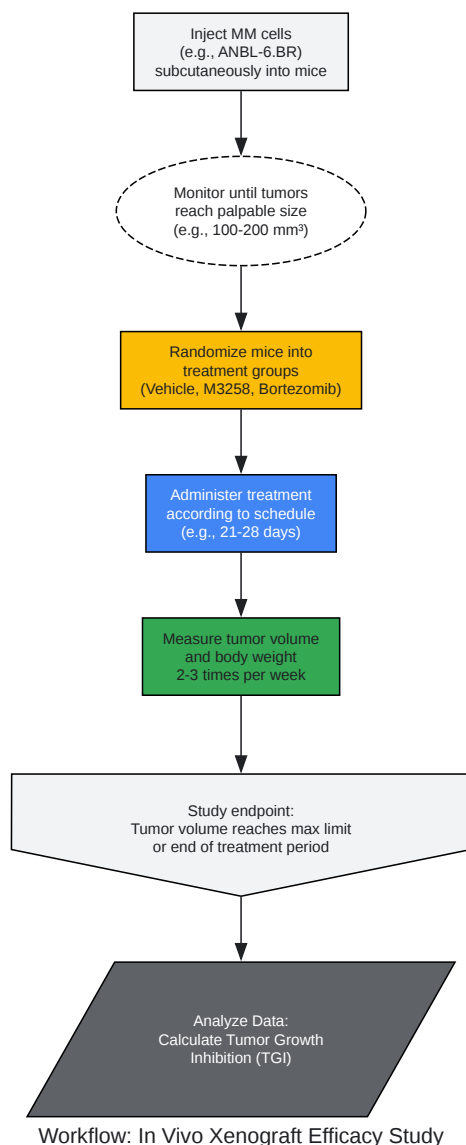 Inject MM cells
(e.g., ANBL-6.BR)
subcutaneously into mice
Monitor until tumors
reach palpable size
(e.g., 100-200 mm³)
Randomize mice into
treatment groups
(Vehicle, M3258, Bortezomib)
Administer treatment
according to schedule
(e.g., 21-28 days)
Measure tumor volume
and body weight
2-3 times per week
Study endpoint:
Tumor volume reaches max limit
or end of treatment period
Analyze Data:
Calculate Tumor Growth
Inhibition (TGI)
Workflow: In Vivo Xenograft Efficacy Study